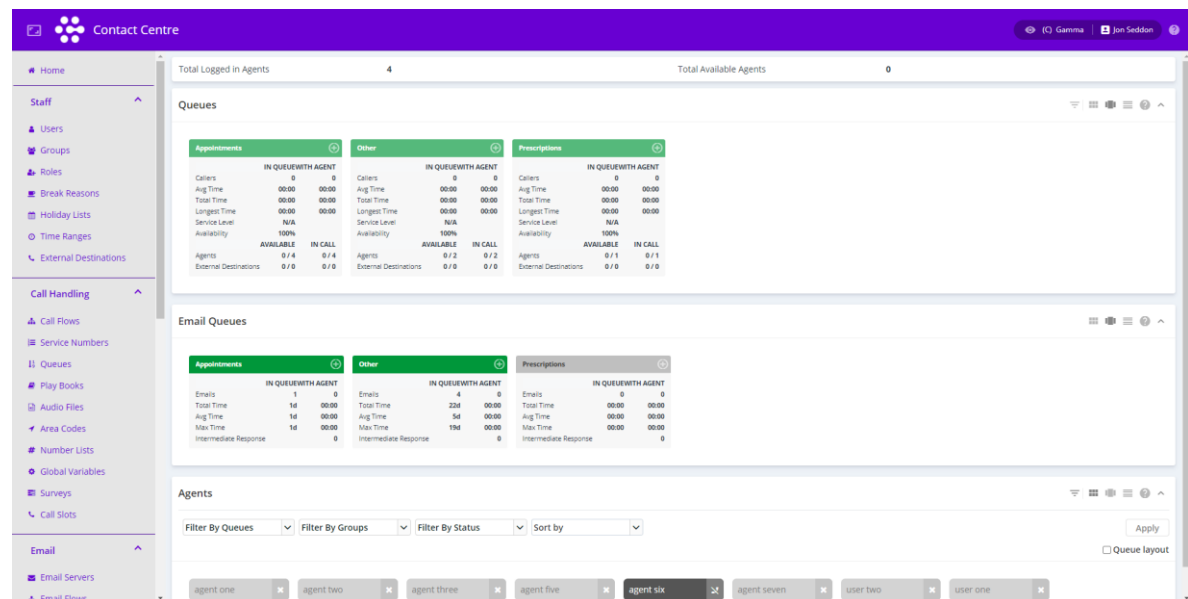 Contact Centre
(C) Gamma
Jon Seddon
Home
Staff
Users
Groups
Roles
Break Reasons
Holiday Lists
Time Ranges
External Destinations
Call Handling
Call Flows
Service Numbers
Queues
Play Books
Audio Files
Area Codes
Number Lists
Global Variables
Surveys
Call Slots
Email
Email Servers
Email Flows
Total Logged in Agents 4 Total Available Agents 0
Queues
Appointments
IN QUEUEWITH AGENT
Callers 0 0
Avg Time 00:00 00:00
Total Time 00:00 00:00
Longest Time 00:00 00:00
Service Level N/A
Availability 100%
AVAILABLE IN CALL
Agents 0 / 4 0 / 4
External Destinations 0 / 0 0 / 0
Other
IN QUEUEWITH AGENT
Callers 0 0
Avg Time 00:00 00:00
Total Time 00:00 00:00
Longest Time 00:00 00:00
Service Level N/A
Availability 100%
AVAILABLE IN CALL
Agents 0 / 2 0 / 2
External Destinations 0 / 0 0 / 0
Prescriptions
IN QUEUEWITH AGENT
Callers 0 0
Avg Time 00:00 00:00
Total Time 00:00 00:00
Longest Time 00:00 00:00
Service Level N/A
Availability 100%
AVAILABLE IN CALL
Agents 0 / 1 0 / 1
External Destinations 0 / 0 0 / 0
Email Queues
Appointments
IN QUEUEWITH AGENT
Emails 1 0
Total Time 1d 00:00
Avg Time 1d 00:00
Max Time 1d 00:00
Intermediate Response 0
Other
IN QUEUEWITH AGENT
Emails 4 0
Total Time 22d 00:00
Avg Time 5d 00:00
Max Time 19d 00:00
Intermediate Response 0
Prescriptions
IN QUEUEWITH AGENT
Emails 0 0
Total Time 00:00 00:00
Avg Time 00:00 00:00
Max Time 00:00 00:00
Intermediate Response 0
Agents
Filter By Queues Filter By Groups Filter By Status Sort by Apply
Queue layout
agent one agent two agent three agent five agent six agent seven user two user one